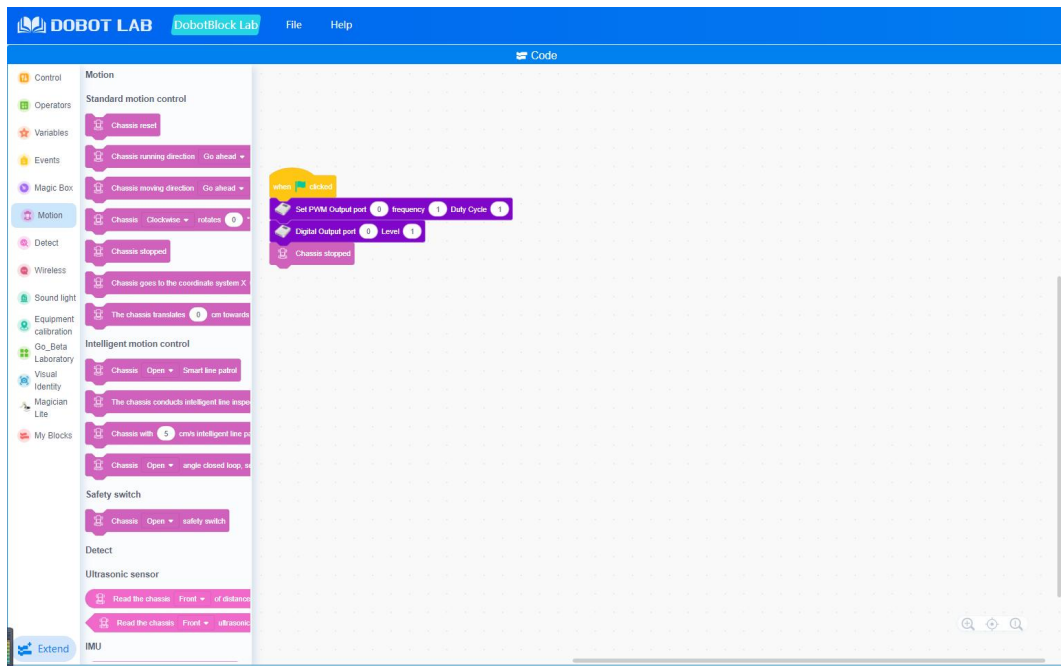 DOBOT LAB DobotBlock Lab File Help
Code
Control
Operators
Variables
Events
Magic Box
Motion
Detect
Wireless
Sound light
Equipment
calibration
Go_Beta
Laboratory
Visual
Identity
Magician
Lite
My Blocks
Extend
Motion
Standard motion control
Chassis reset
Chassis running direction Go ahead
Chassis moving direction Go ahead
Chassis Clockwise rotates 0 °
Chassis stopped
Chassis goes to the coordinate system X
The chassis translates 0 cm towards
Intelligent motion control
Chassis Open Smart line patrol
The chassis conducts intelligent line inspe
Chassis with 5 cm/s intelligent line pa
Chassis Open angle closed loop, se
Safety switch
Chassis Open safety switch
Detect
Ultrasonic sensor
Read the chassis Front of distance
Read the chassis Front ultrasonic
IMU
when clicked
Set PWM Output port 0 frequency 1 Duty Cycle 1
Digital Output port 0 Level 1
Chassis stopped